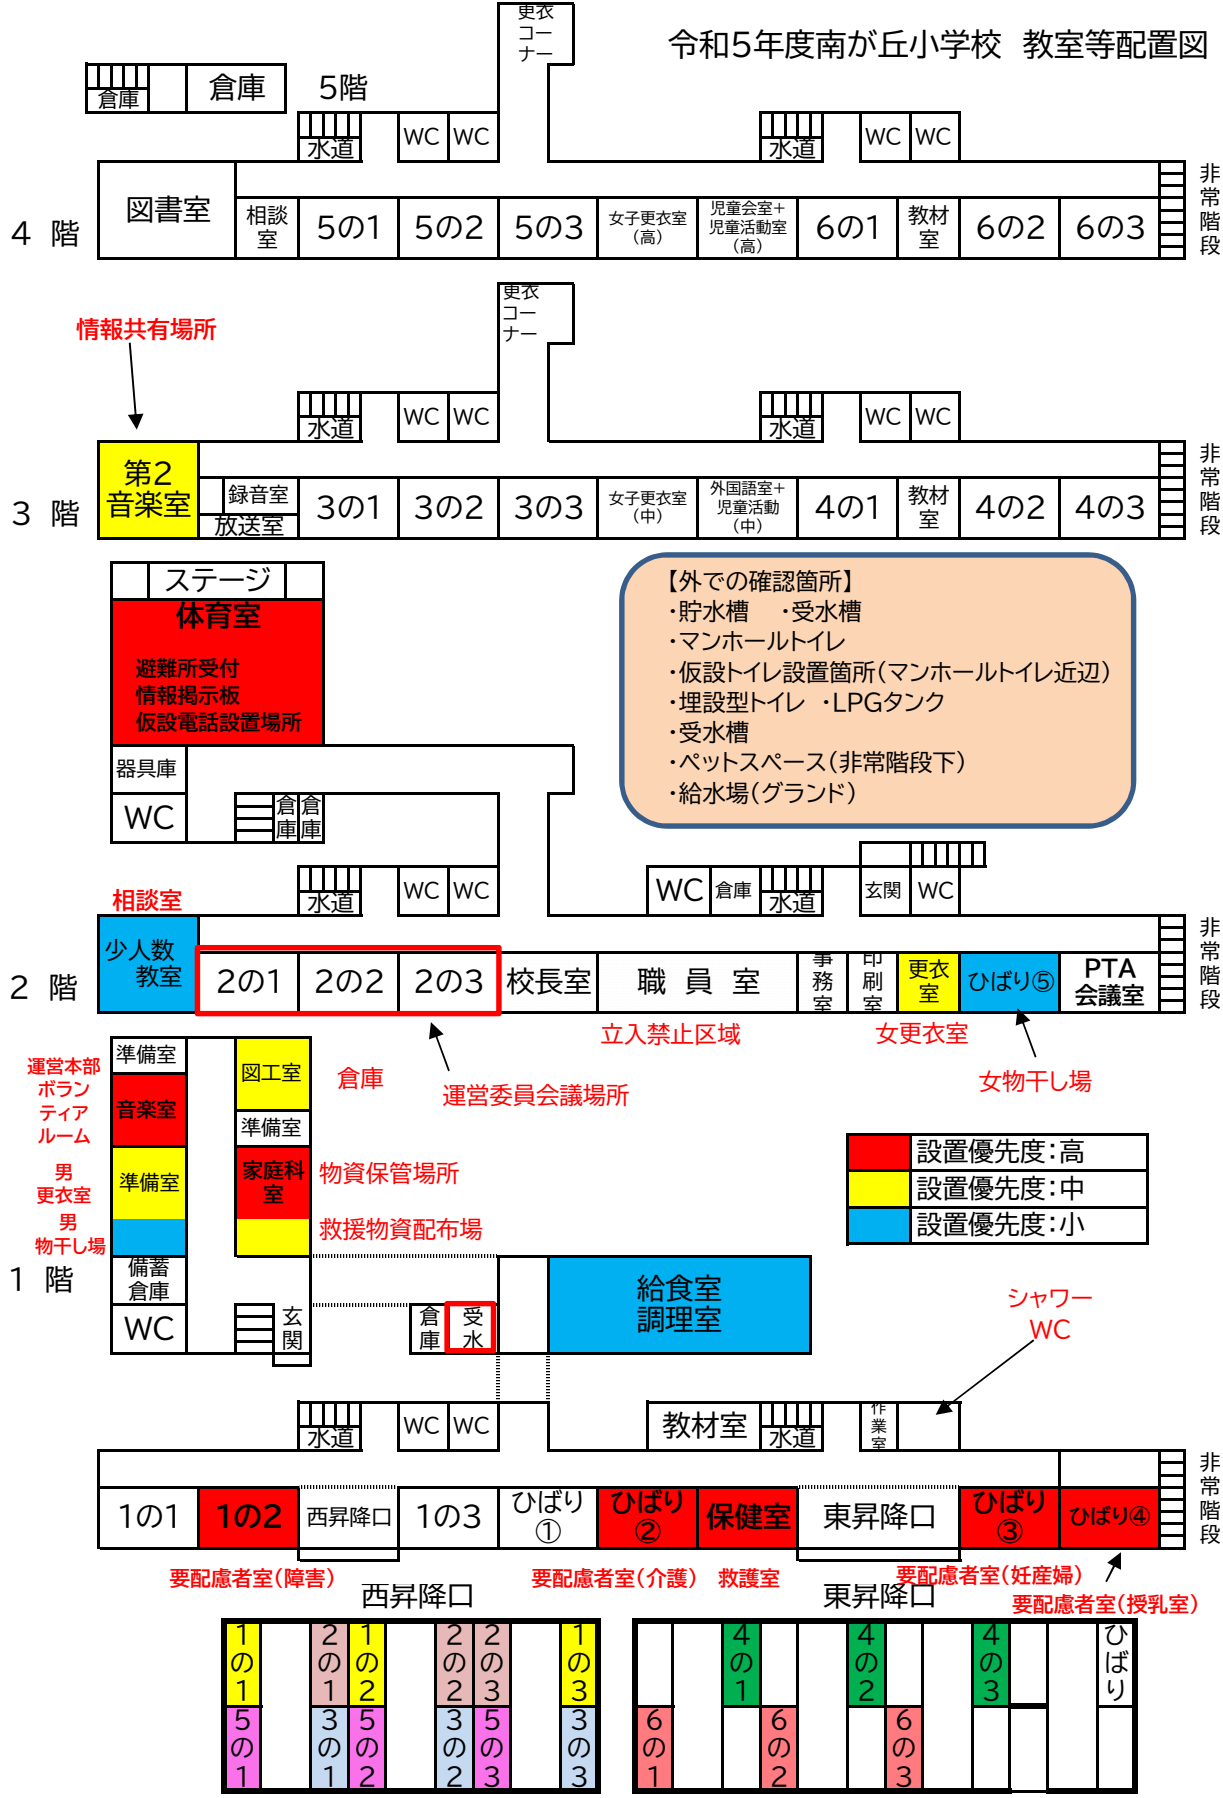 令和5年度南が丘小学校 教室等配置図
更衣
コー
ナー
倉庫
倉庫
5階
水道
WC
WC
水道
WC
WC
4 階
図書室
相談
室
5の1
5の2
5の3
女子更衣室
(高)
児童会室+
児童活動室
(高)
6の1
教材
室
6の2
6の3
非
常
階
段
更衣
コー
ナー
情報共有場所
水道
WC
WC
水道
WC
WC
3 階
第2
音楽室
録音室
放送室
3の1
3の2
3の3
女子更衣室
(中)
外国語室+
児童活動
(中)
4の1
教材
室
4の2
4の3
非
常
階
段
ステージ
体育室
避難所受付
情報掲示板
仮設電話設置場所
器具庫
WC
倉
庫
倉
庫
【外での確認箇所】
・貯水槽 ・受水槽
・マンホールトイレ
・仮設トイレ設置箇所(マンホールトイレ近辺)
・埋設型トイレ ・LPGタンク
・受水槽
・ペットスペース(非常階段下)
・給水場(グランド)
相談室
水道
WC
WC
WC
倉庫
水道
玄関
WC
2 階
少人数
教室
2の1
2の2
2の3
校長室
職 員 室
事
務
室
印
刷
室
更衣
室
ひばり⑤
PTA
会議室
非
常
階
段
立入禁止区域
女更衣室
女物干し場
倉庫
運営委員会議場所
運営本部
ボラン
ティア
ルーム
準備室
音楽室
図工室
準備室
男
更衣室
準備室
家庭科
室
物資保管場所
男
物干し場
救援物資配布場
設置優先度:高
設置優先度:中
設置優先度:小
1 階
備蓄
倉庫
WC
玄
関
倉
庫
受
水
給食室
調理室
シャワー
WC
水道
WC
WC
教材室
水道
作
業
室
1の1
1の2
西昇降口
1の3
ひばり
①
ひばり
②
保健室
東昇降口
ひばり
③
ひばり④
非
常
階
段
要配慮者室(障害)
要配慮者室(介護)
救護室
要配慮者室(妊産婦)
要配慮者室(授乳室)
西昇降口
東昇降口
1の1
2の1
1の2
2の2
2の3
1の3
5の1
3の1
5の2
3の2
5の3
3の3
4の1
4の2
4の3
ひばり
6の1
6の2
6の3